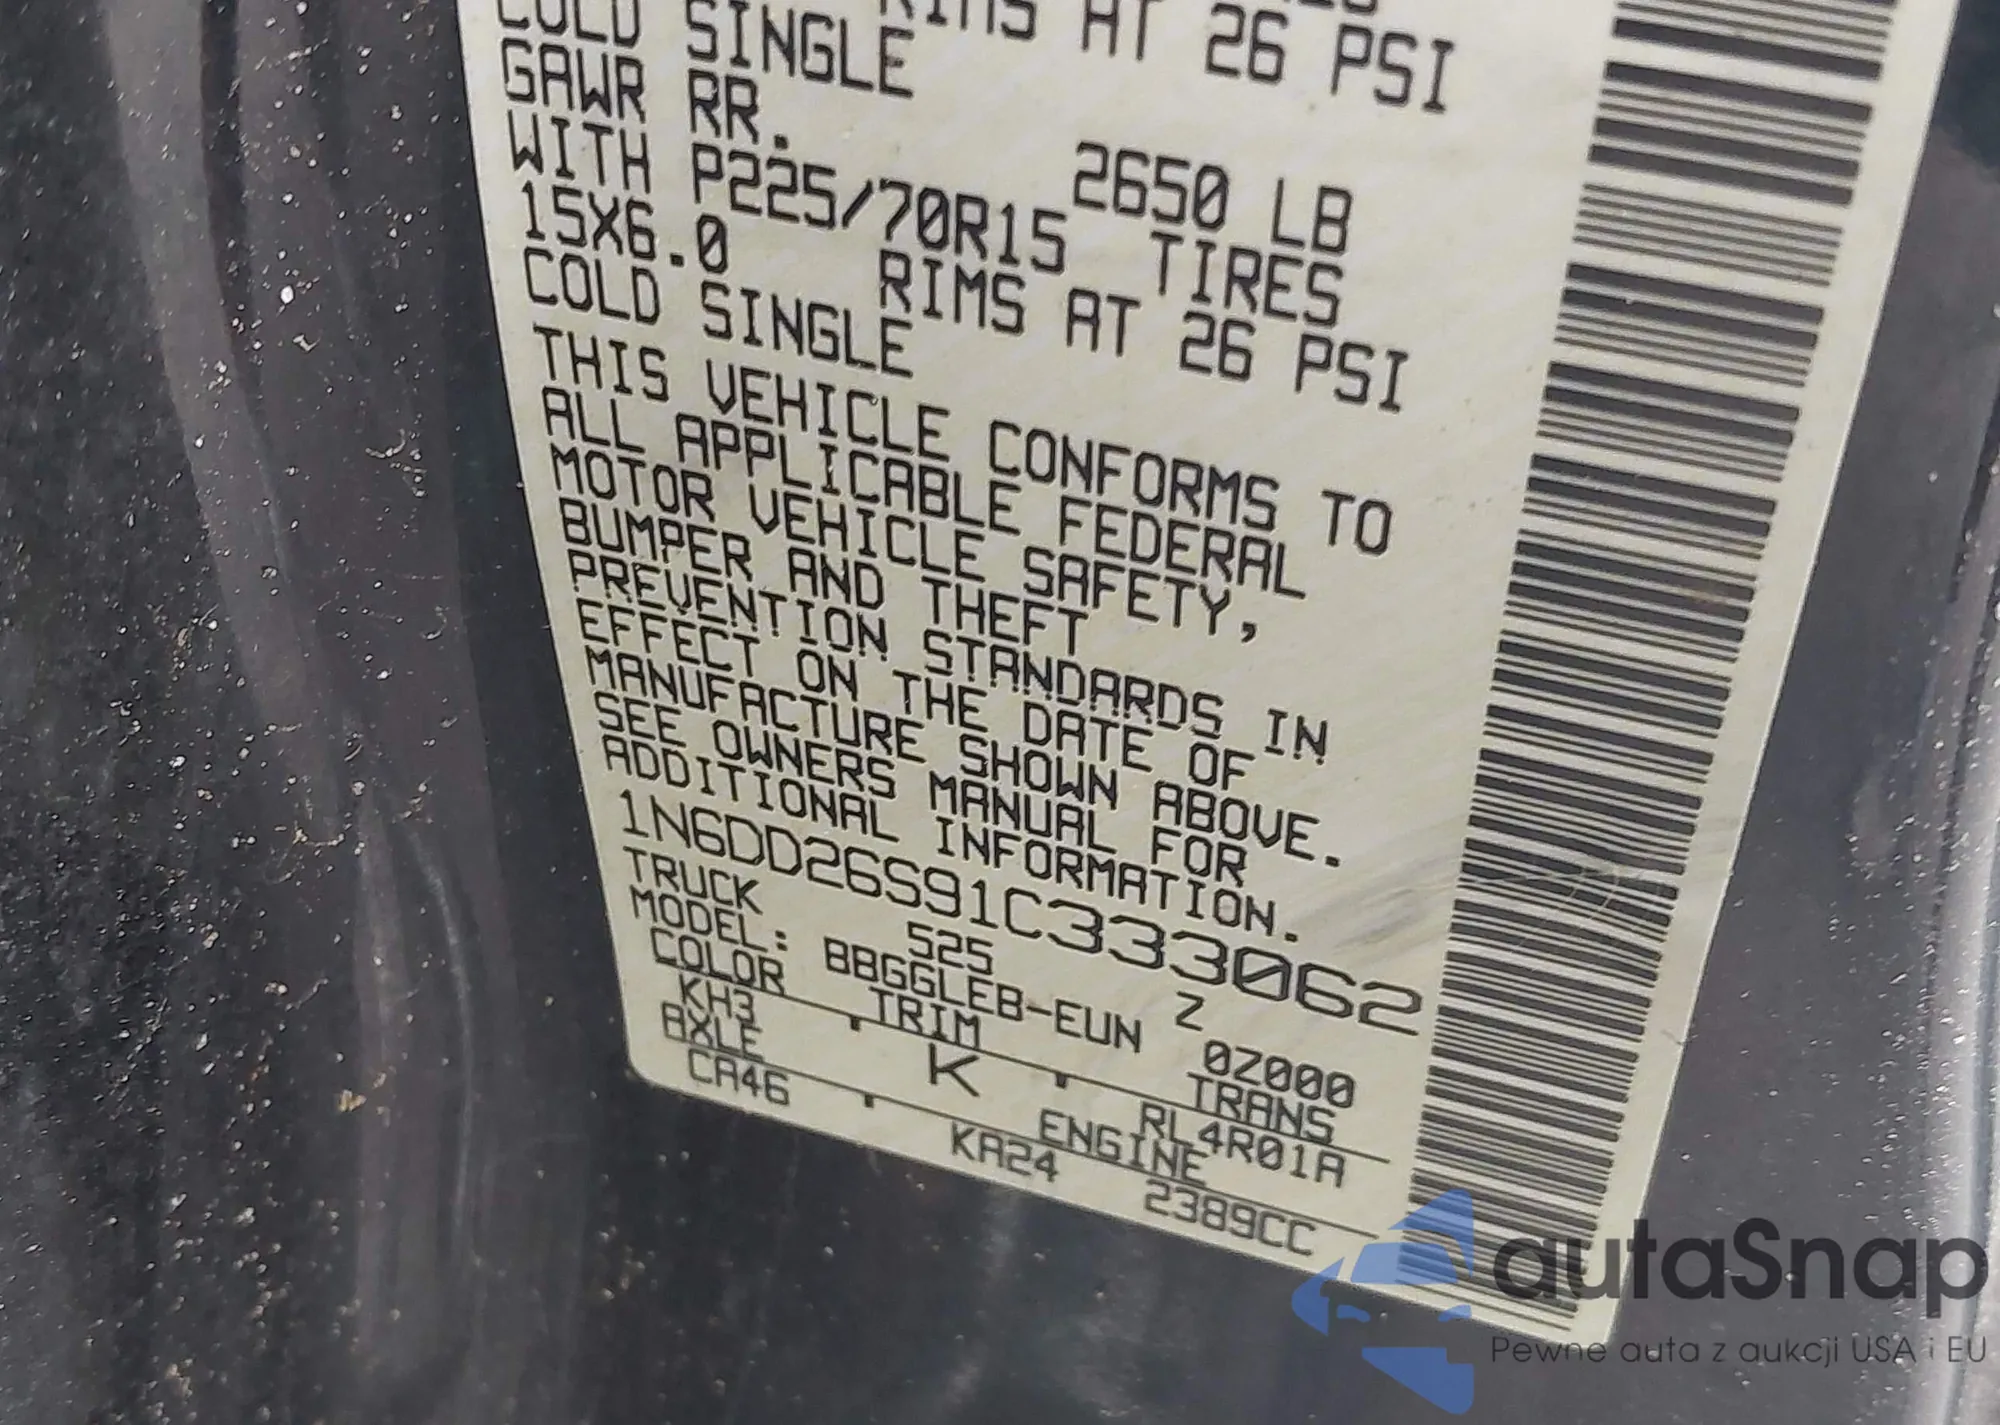 RIMS AT 26 PSI
COLD SINGLE
GAWR RR. 2650 LB
WITH P225/70R15 TIRES
15X6.0 RIMS AT 26 PSI
COLD SINGLE
THIS VEHICLE CONFORMS TO
ALL APPLICABLE FEDERAL
MOTOR VEHICLE SAFETY,
BUMPER AND THEFT
PREVENTION STANDARDS IN
EFFECT ON THE DATE OF
MANUFACTURE SHOWN ABOVE.
SEE OWNERS MANUAL FOR
ADDITIONAL INFORMATION.
1N6DD26S91C333062
TRUCK 525 Z
MODEL: BBGGLEB-EUN 0Z000
COLOR TRIM TRANS
KH3 K RL4R01A
AXLE ENGINE
CA46 KA24 2389CC
autaSnap
Pewne auta z aukcji USA i EU